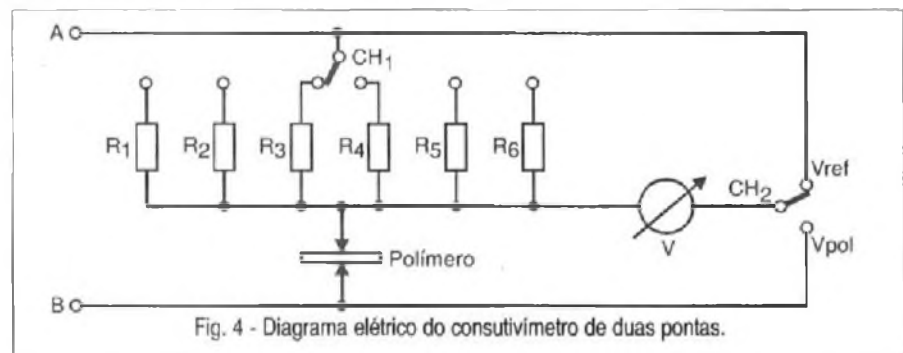 A
CH1
R1 R2 R3 R4 R5 R6
Vref
CH2
V
Vpol
Polímero
B
Fig. 4 - Diagrama elétrico do consutivímetro de duas pontas.